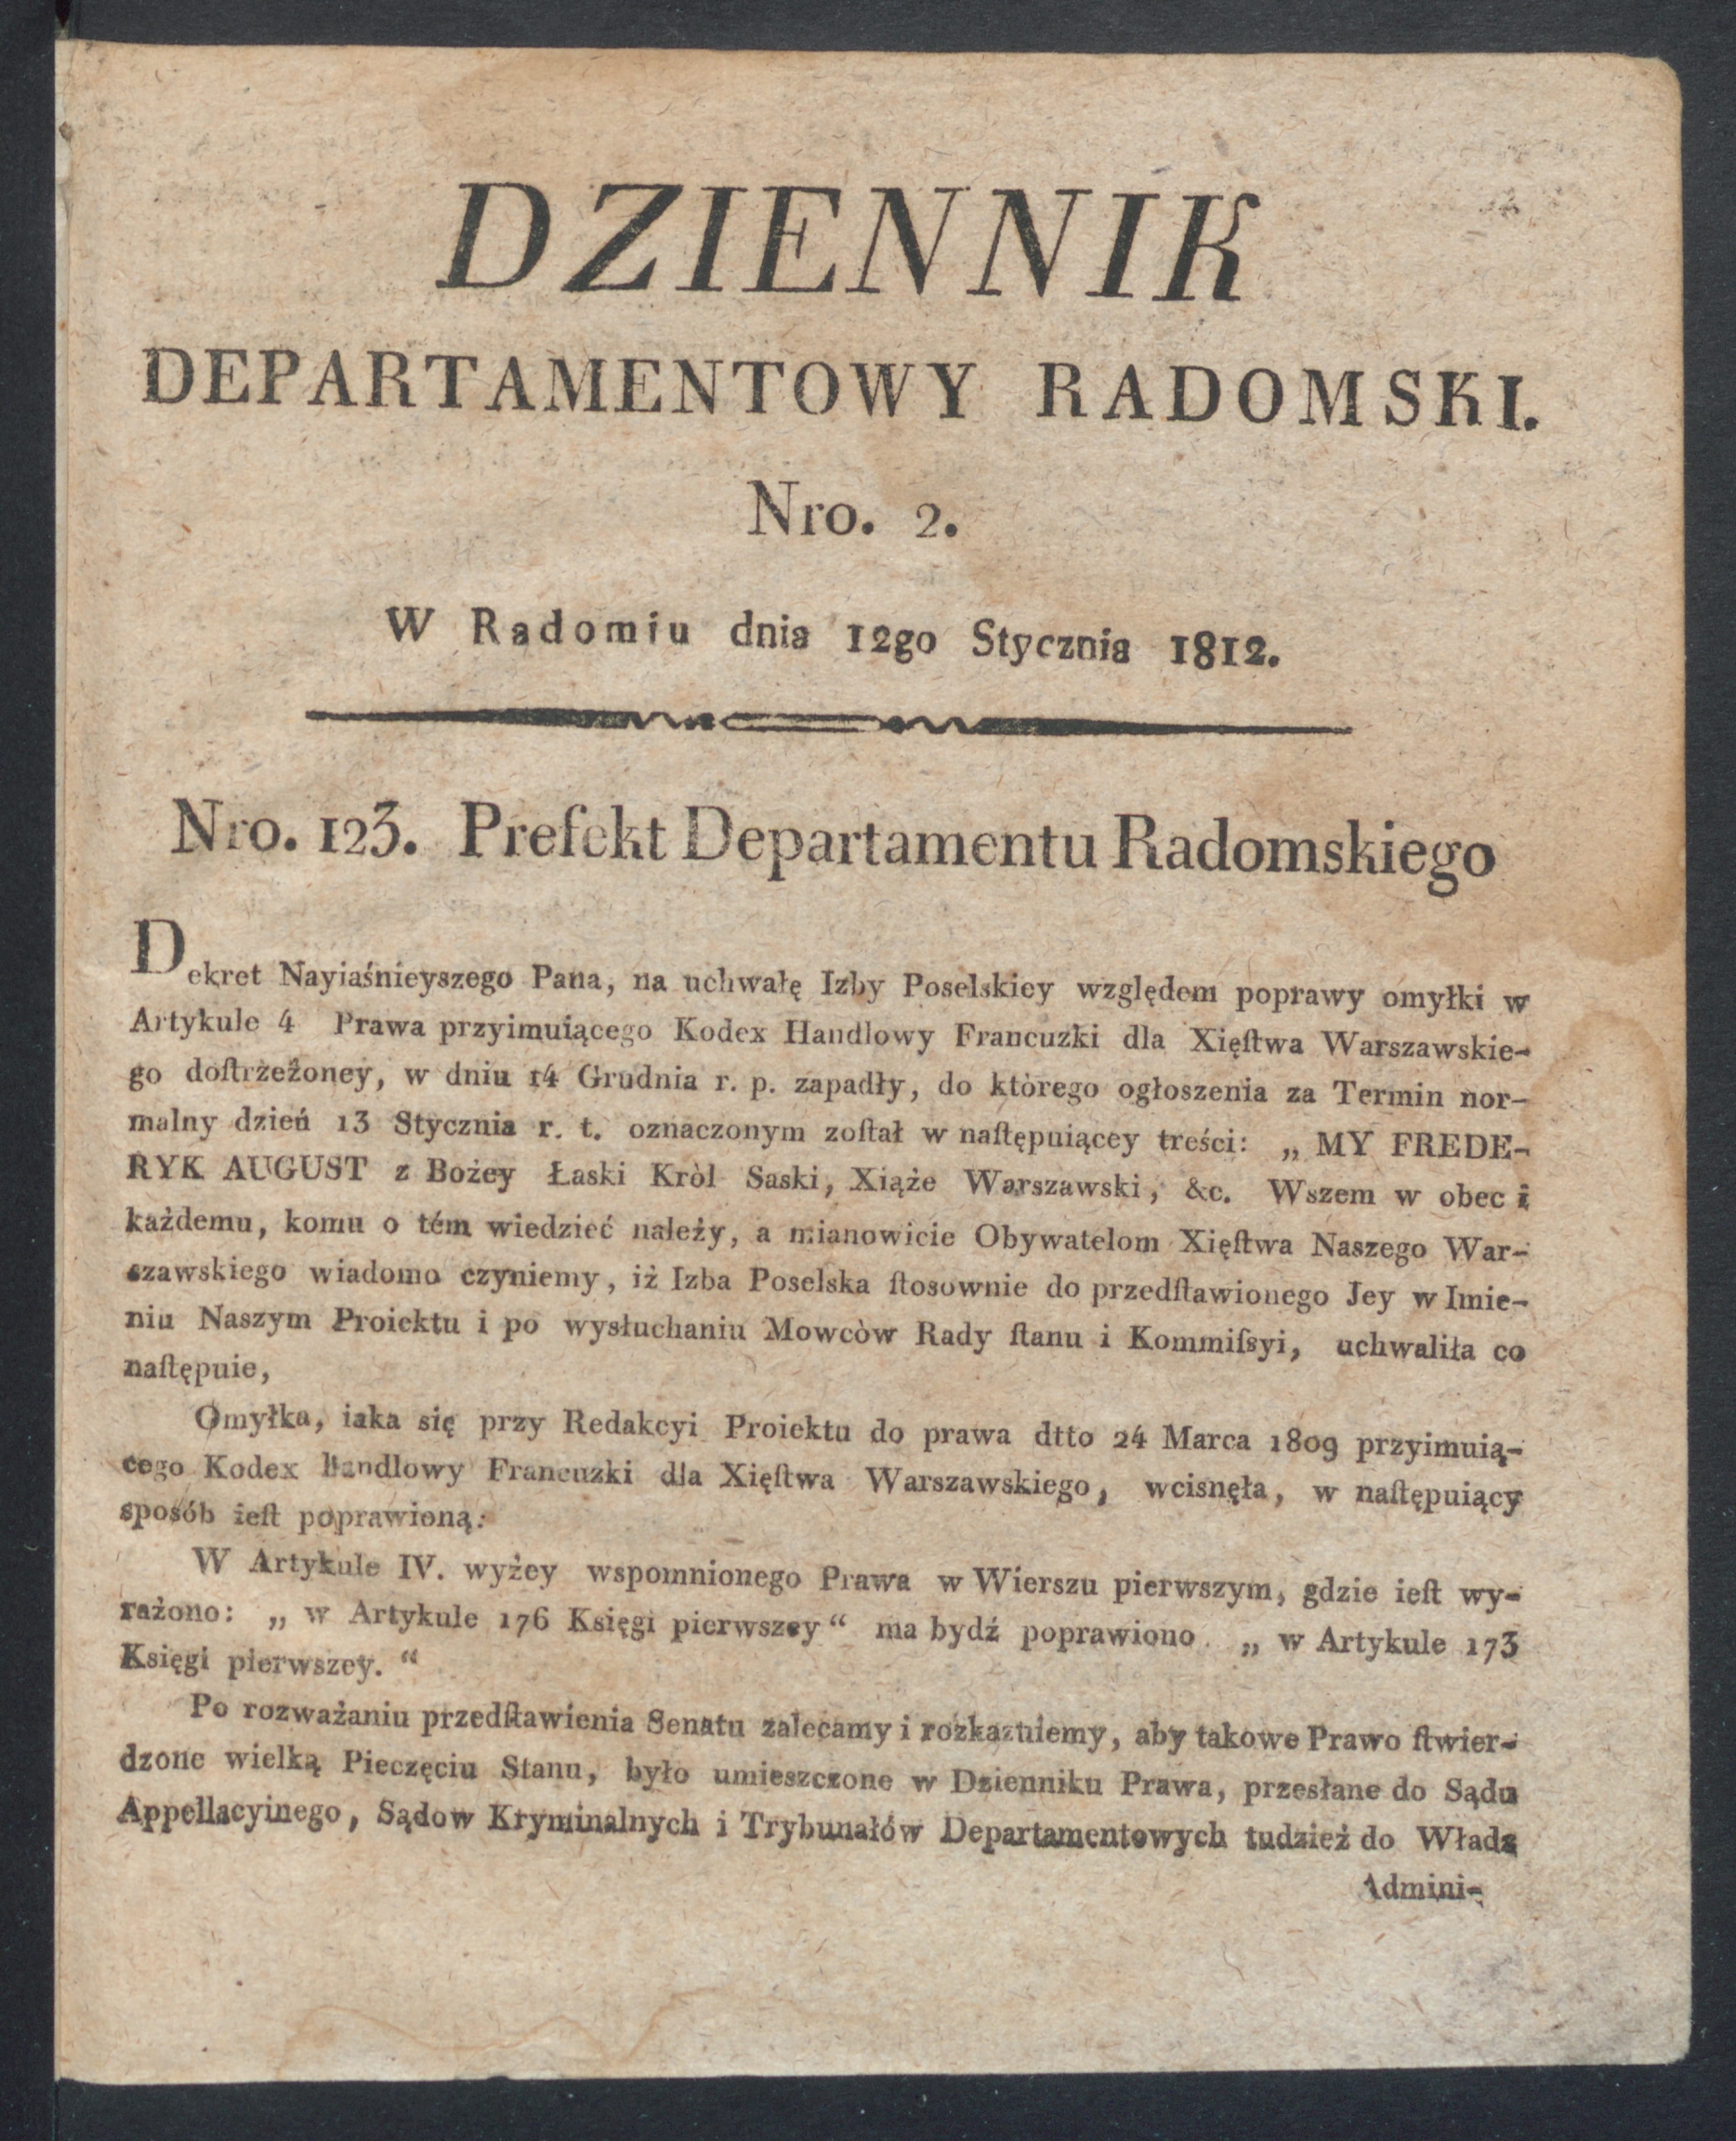 DZIENNIK
DEPARTAMENTOWY RADOMSKI.
Nro. 2.
W Radomiu dnia 12go Stycznia 1812.
Nro. 123. Prefekt Departamentu Radomskiego
Dekret Nayiaśnieyszego Pana, na uchwałę Izby Poselskiey względem poprawy omyłki w
Artykule 4 Prawa przyimuiącego Kodex Handlowy Francuzki dla Xięſtwa Warszawskie-
go doſtrzeżoney, w dniu 14 Grudnia r. p. zapadły, do którego ogłoszenia za Termin nor-
malny dzień 13 Stycznia r. t. oznaczonym zoſtał w naſtępuiącey treści: „ MY FREDE-
RYK AUGUST z Bożey Łaski Kròl Saski, Xiąże Warszawski, &c. Wszem w obec i
każdemu, komu o tém wiedzieć należy, a mianowicie Obywatelom Xięſtwa Naszego War-
szawskiego wiadomo czyniemy, iż Izba Poselska ſtosownie do przedſtawionego Jey w Imie-
niu Naszym Proiektu i po wysłuchaniu Mowcòw Rady ſtanu i Kommiſsyi, uchwaliła co
naſtępuie,
Omyłka, iaka się przy Redakcyi Proiektu do prawa dtto 24 Marca 1809 przyimuią-
cego Kodex Handlowy Francuzki dla Xięſtwa Warszawskiego, wcisnęła, w naſtępuiący
sposób ieſt poprawioną:
W Artykule IV. wyżey wspomnionego Prawa w Wierszu pierwszym, gdzie ieſt wy-
rażono: „ w Artykule 176 Księgi pierwszey “ ma bydź poprawiono „ w Artykule 173
Księgi pierwszey. “
Po rozważaniu przedſtawienia Senatu zalecamy i rozkazuiemy, aby takowe Prawo ſtwier-
dzone wielką Pieczęciu Stanu, było umieszczone w Dzienniku Prawa, przesłane do Sądu
Appellacyinego, Sądow Kryminalnych i Trybunałów Departamentowych tudzież do Władz
Admini-